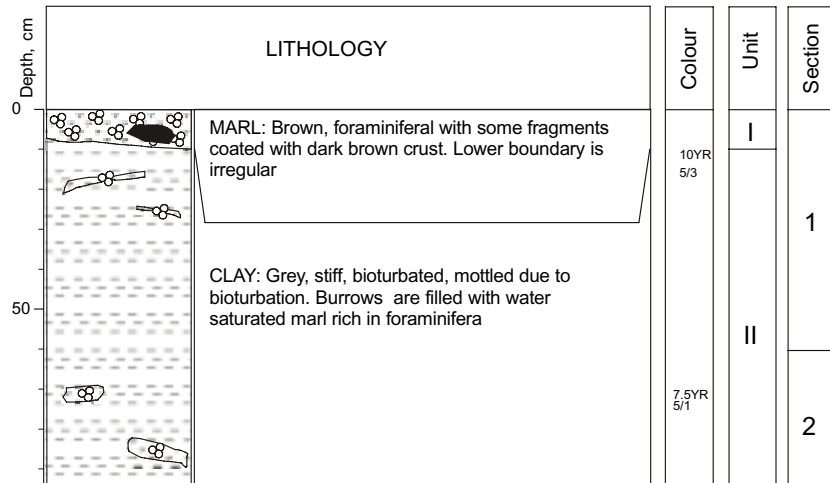 Depth, cm
LITHOLOGY
Colour
Unit
Section
0
MARL: Brown, foraminiferal with some fragments
coated with dark brown crust. Lower boundary is
irregular
I
10YR
5/3
1
CLAY: Grey, stiff, bioturbated, mottled due to
bioturbation. Burrows are filled with water
saturated marl rich in foraminifera
50
II
7.5YR
5/1
2